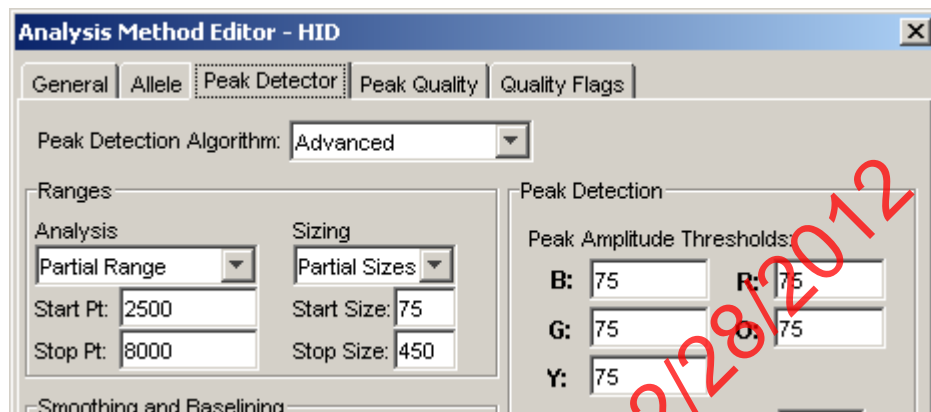 Analysis Method Editor - HID
General Allele Peak Detector Peak Quality Quality Flags
Peak Detection Algorithm: Advanced
Ranges
Analysis Sizing
Partial Range Partial Sizes
Start Pt: 2500 Start Size: 75
Stop Pt: 8000 Stop Size: 450
Smoothing and Baselining
Peak Detection
Peak Amplitude Thresholds:
B: 75 R: 75
G: 75 O: 75
Y: 75
2/28/2012